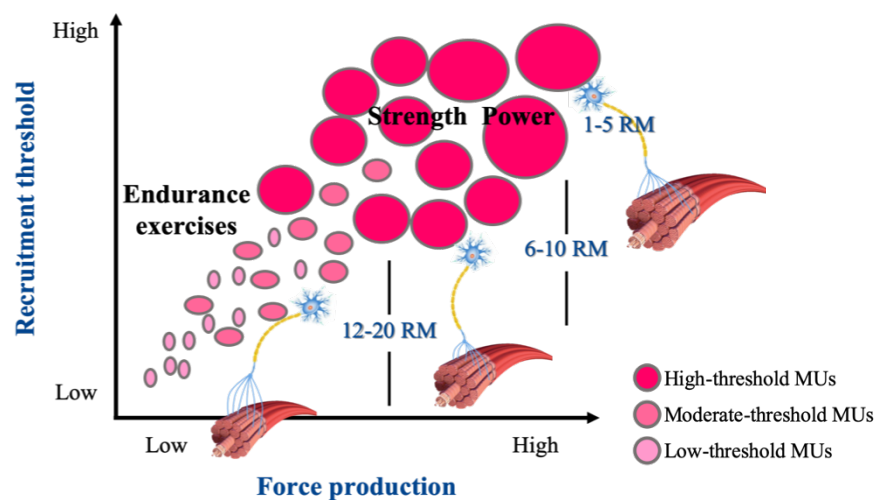 High
Recruitment threshold
Low
Strength Power
1-5 RM
Endurance
exercises
6-10 RM
12-20 RM
High-threshold MUs
Moderate-threshold MUs
Low-threshold MUs
Low
High
Force production